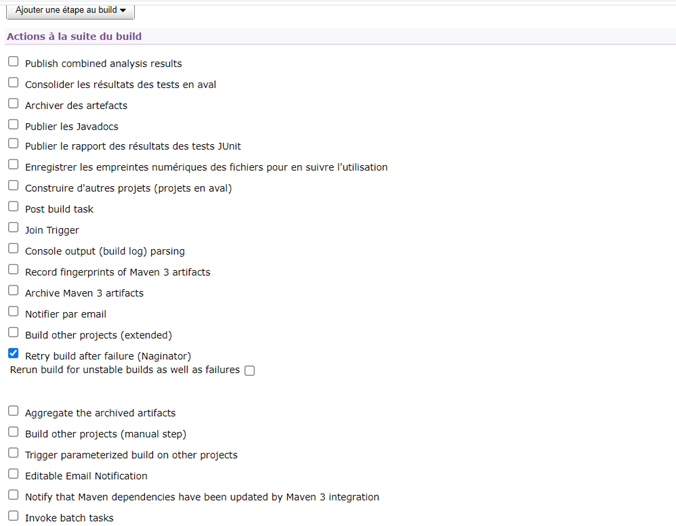 Ajouter une étape au build
Actions à la suite du build
Publish combined analysis results
Consolider les résultats des tests en aval
Archiver des artefacts
Publier les Javadocs
Publier le rapport des résultats des tests JUnit
Enregistrer les empreintes numériques des fichiers pour en suivre l'utilisation
Construire d'autres projets (projets en aval)
Post build task
Join Trigger
Console output (build log) parsing
Record fingerprints of Maven 3 artifacts
Archive Maven 3 artifacts
Notifier par email
Build other projects (extended)
Retry build after failure (Naginator)
Rerun build for unstable builds as well as failures
Aggregate the archived artifacts
Build other projects (manual step)
Trigger parameterized build on other projects
Editable Email Notification
Notify that Maven dependencies have been updated by Maven 3 integration
Invoke batch tasks